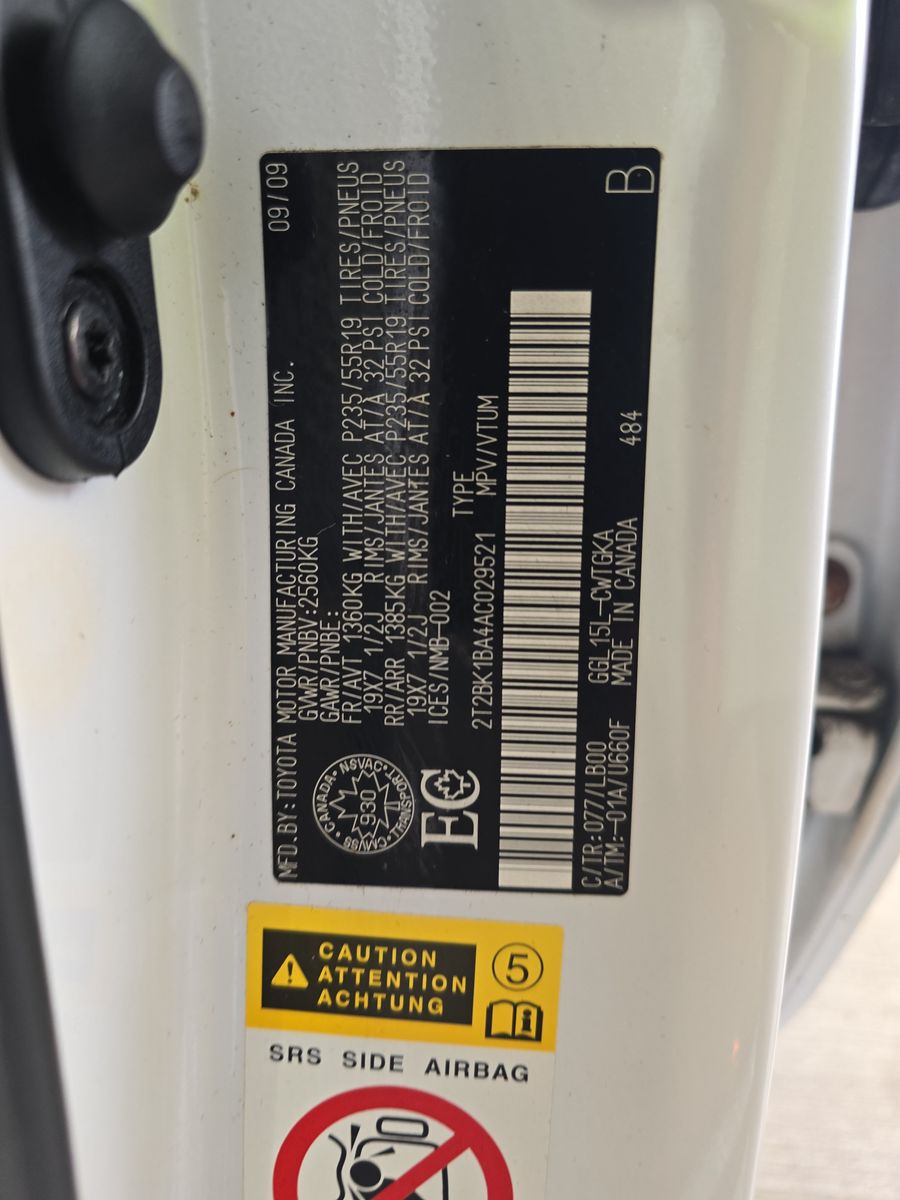 MFD.BY:TOYOTA MOTOR MANUFACTURING CANADA INC. 09/09
GVWR/PNBV:2560KG
GAWR/PNBE:
FR/AVT 1360KG WITH/AVEC P235/55R19 TIRES/PNEUS
19X7 1/2J RIMS/JANTES AT/A 32 PSI COLD/FROID
RR/ARR 1385KG WITH/AVEC P235/55R19 TIRES/PNEUS
19X7 1/2J RIMS/JANTES AT/A 32 PSI COLD/FROID
ICES/NMB-002
CANADA NSVAC TRANSPORT CMVSS
930
EC
TYPE
2T2BK1BA4AC029521 MPV/VTUM
C/TR:077/LB00 GGL15L-CWTGKA
A/TM:-01A/U660F MADE IN CANADA 484 B
CAUTION
ATTENTION
ACHTUNG
5
SRS SIDE AIRBAG